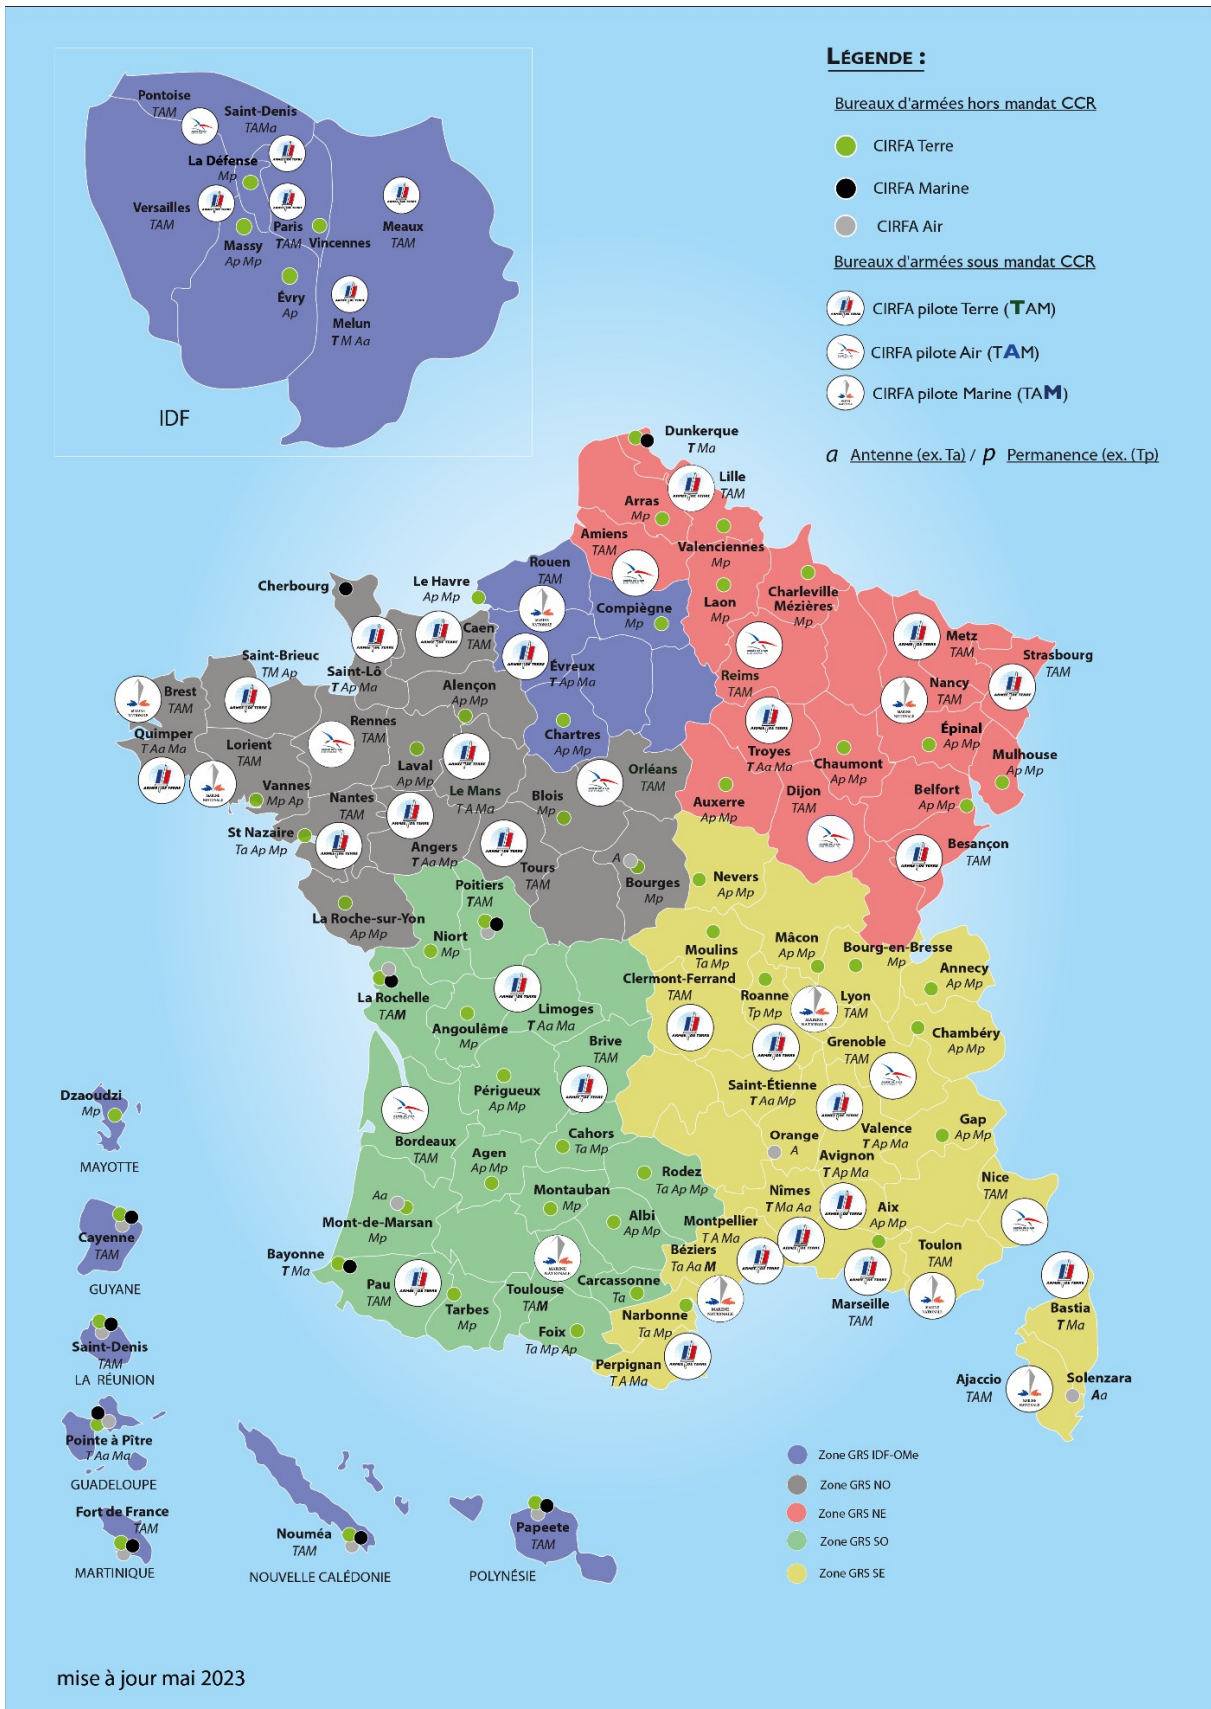 LÉGENDE :
Bureaux d'armées hors mandat CCR
CIRFA Terre
CIRFA Marine
CIRFA Air
Bureaux d'armées sous mandat CCR
CIRFA pilote Terre (TAM)
CIRFA pilote Air (TAM)
CIRFA pilote Marine (TAM)
a Antenne (ex. Ta) / p Permanence (ex. (Tp)
Pontoise
TAM
Saint-Denis
TAMa
La Défense
Mp
Versailles
TAM
Massy
Ap Mp
Paris
TAM
Vincennes
Meaux
TAM
Évry
Ap
Melun
T M Aa
IDF
Dunkerque
T Ma
Lille
TAM
Arras
Mp
Amiens
TAM
Valenciennes
Mp
Rouen
TAM
Cherbourg
Le Havre
Ap Mp
Compiègne
Mp
Laon
Mp
Charleville
Mézières
Mp
Caen
TAM
Metz
TAM
Strasbourg
TAM
Saint-Brieuc
TM Ap
Saint-Lô
T Ap Ma
Évreux
T Ap Ma
Reims
TAM
Nancy
TAM
Brest
TAM
Alençon
Ap Mp
Rennes
TAM
Quimper
T Aa Ma
Lorient
TAM
Chartres
Ap Mp
Troyes
T Aa Ma
Chaumont
Ap Mp
Épinal
Ap Mp
Mulhouse
Ap Mp
Laval
Ap Mp
Orléans
TAM
Vannes
Mp Ap
Nantes
TAM
Le Mans
T A Ma
Blois
Mp
Auxerre
Ap Mp
Dijon
TAM
Belfort
Ap Mp
St Nazaire
Ta Ap Mp
Angers
T Aa Mp
Besançon
TAM
Tours
TAM
A
Bourges
Mp
Nevers
Ap Mp
Poitiers
TAM
La Roche-sur-Yon
Ap Mp
Niort
Mp
Moulins
Ta Mp
Mâcon
Ap Mp
Bourg-en-Bresse
Mp
Annecy
Ap Mp
Clermont-Ferrand
TAM
La Rochelle
TAM
Limoges
T Aa Ma
Roanne
Tp Mp
Lyon
TAM
Angoulême
Mp
Chambéry
Ap Mp
Brive
TAM
Grenoble
TAM
Périgueux
Ap Mp
Saint-Étienne
T Aa Mp
Dzaoudzi
Mp
MAYOTTE
Bordeaux
TAM
Cahors
Ta Mp
Orange
A
Valence
T Ap Ma
Gap
Ap Mp
Agen
Ap Mp
Rodez
Ta Ap Mp
Avignon
T Ap Ma
Nice
TAM
Aa
Mont-de-Marsan
Mp
Montauban
Mp
Albi
Ap Mp
Nîmes
T Ma Aa
Montpellier
T A Ma
Aix
Ap Mp
Cayenne
TAM
GUYANE
Bayonne
T Ma
Béziers
Ta Aa M
Toulon
TAM
Pau
TAM
Tarbes
Mp
Toulouse
TAM
Carcassonne
Ta
Marseille
TAM
Narbonne
Ta Mp
Bastia
T Ma
Foix
Ta Mp Ap
Perpignan
T A Ma
Saint-Denis
TAM
LA RÉUNION
Ajaccio
TAM
Solenzara
Aa
Pointe à Pître
T Aa Ma
GUADELOUPE
Fort de France
TAM
MARTINIQUE
Nouméa
TAM
NOUVELLE CALÉDONIE
Papeete
TAM
POLYNÉSIE
Zone GRS IDF-OMe
Zone GRS NO
Zone GRS NE
Zone GRS SO
Zone GRS SE
mise à jour mai 2023